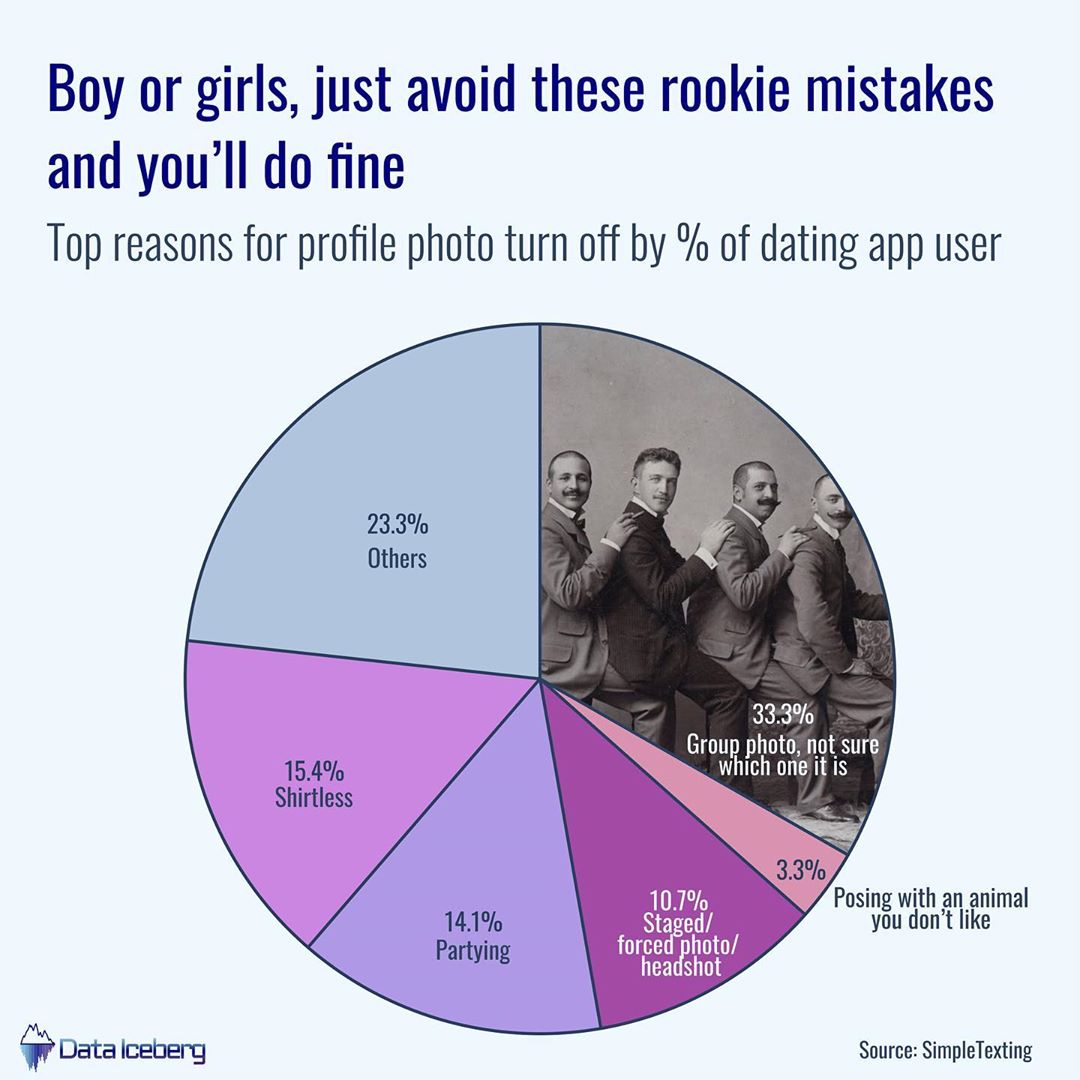 Boy or girls, just avoid these rookie mistakes
and you'll do fine
Top reasons for profile photo turn off by % of dating app user
23.3%
Others
33.3%
Group photo, not sure
which one it is
15.4%
Shirtless
3.3%
Posing with an animal
you don't like
10.7%
Staged/
forced photo/
headshot
14.1%
Partying
Data Iceberg
Source: SimpleTexting